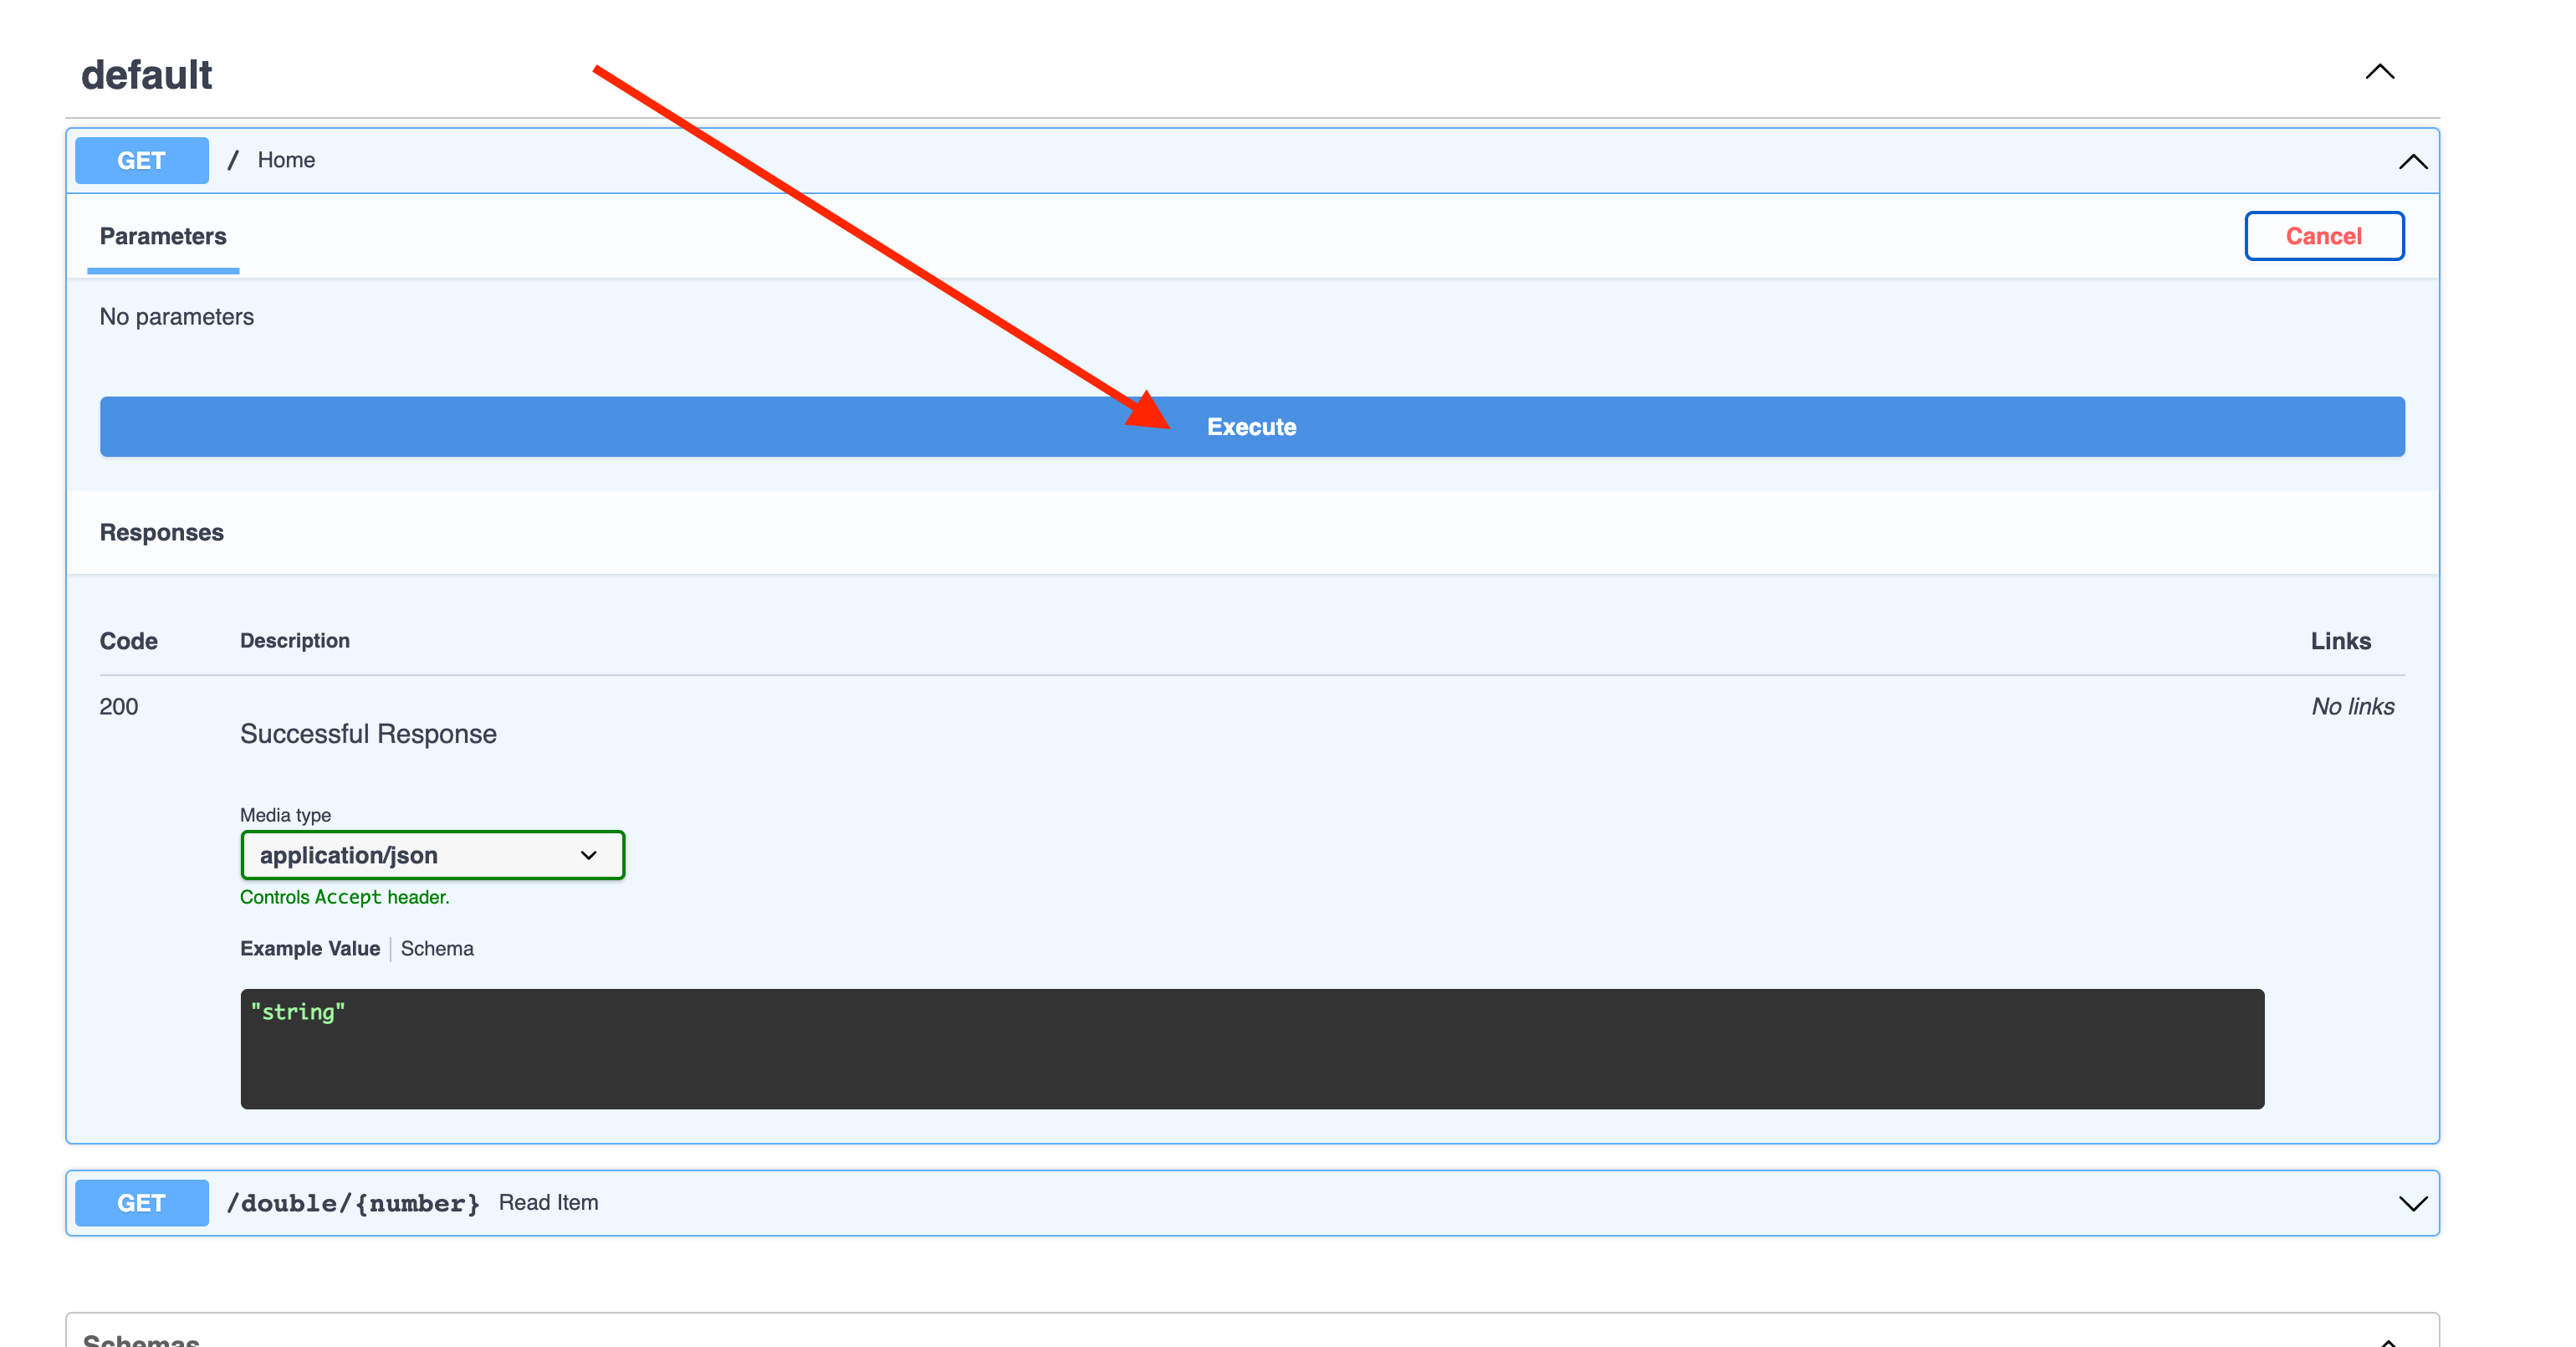 default
GET / Home
Parameters
Cancel
No parameters
Execute
Responses
Code Description Links
200 Successful Response No links
Media type
application/json
Controls Accept header.
Example Value Schema
"string"
GET /double/{number} Read Item
Schemas